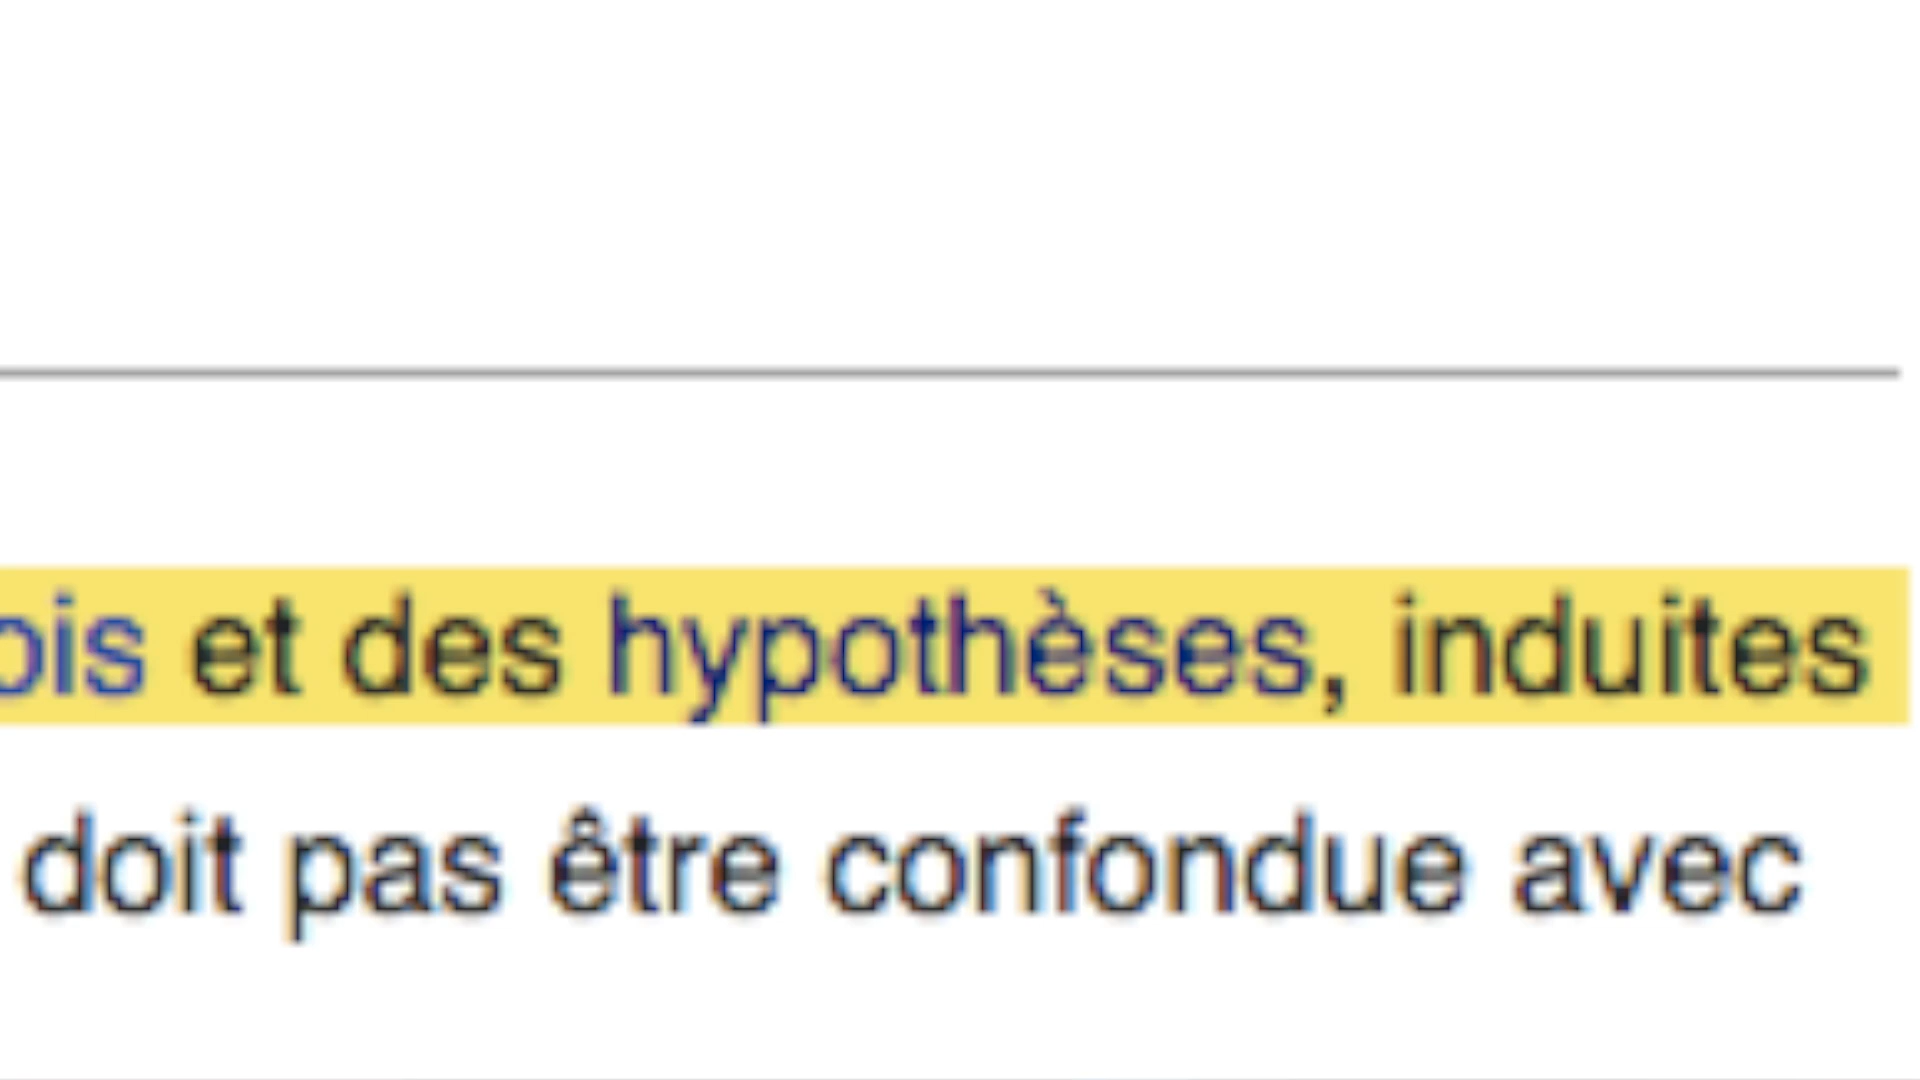 ois et des hypothèses, induites
doit pas être confondue avec